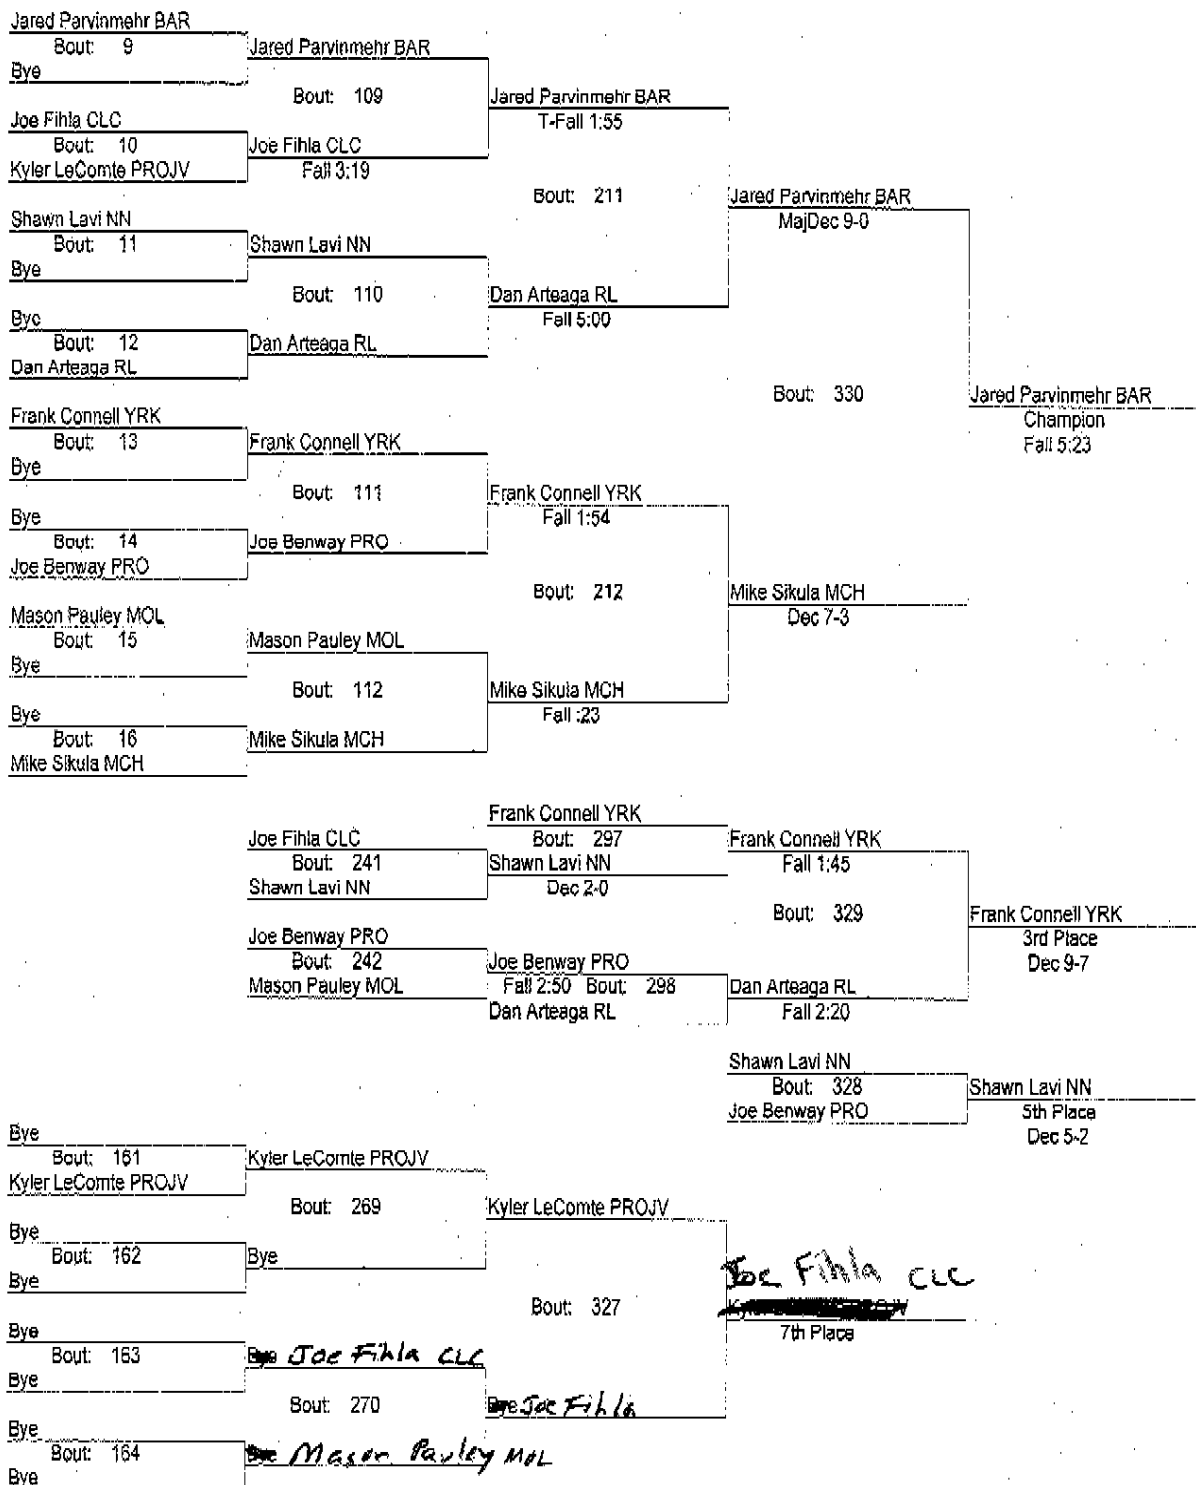 Jared Parvinmehr BAR
Bout: 9
Bye
Jared Parvinmehr BAR
Bout: 109
Joe Fihla CLC
Bout: 10
Kyler LeComte PROJV
Joe Fihla CLC
Fall 3:19
Jared Parvinmehr BAR
T-Fall 1:55
Bout: 211
Shawn Lavi NN
Bout: 11
Bye
Shawn Lavi NN
Bout: 110
Byc
Bout: 12
Dan Arteaga RL
Dan Arteaga RL
Dan Arteaga RL
Fall 5:00
Jared Parvinmehr BAR
MajDec 9-0
Bout: 330
Jared Parvinmehr BAR
Champion
Fall 5:23
Frank Connell YRK
Bout: 13
Bye
Frank Connell YRK
Bout: 111
Bye
Bout: 14
Joe Benway PRO
Joe Benway PRO
Frank Connell YRK
Fall 1:54
Bout: 212
Mason Pauley MOL
Bout: 15
Bye
Mason Pauley MOL
Bout: 112
Bye
Bout: 16
Mike Sikula MCH
Mike Sikula MCH
Mike Sikula MCH
Fall :23
Mike Sikula MCH
Dec 7-3
Joe Fihla CLC
Bout: 241
Shawn Lavi NN
Frank Connell YRK
Bout: 297
Shawn Lavi NN
Dec 2-0
Frank Connell YRK
Fall 1:45
Bout: 329
Joe Benway PRO
Bout: 242
Mason Pauley MOL
Joe Benway PRO
Fall 2:50 Bout: 298
Dan Arteaga RL
Dan Arteaga RL
Fall 2:20
Frank Connell YRK
3rd Place
Dec 9-7
Shawn Lavi NN
Bout: 328
Joe Benway PRO
Shawn Lavi NN
5th Place
Dec 5-2
Bye
Bout: 161
Kyler LeComte PROJV
Kyler LeComte PROJV
Bout: 269
Bye
Bout: 162
Bye
Bye
Kyler LeComte PROJV
Bout: 327
Bye
Bout: 163
Bye
Joe Fihla CLC
Bout: 270
Bye
Bout: 164
Bye
Mason Pauley MOL
Bye Joe Fihla
Joe Fihla CLC
7th Place